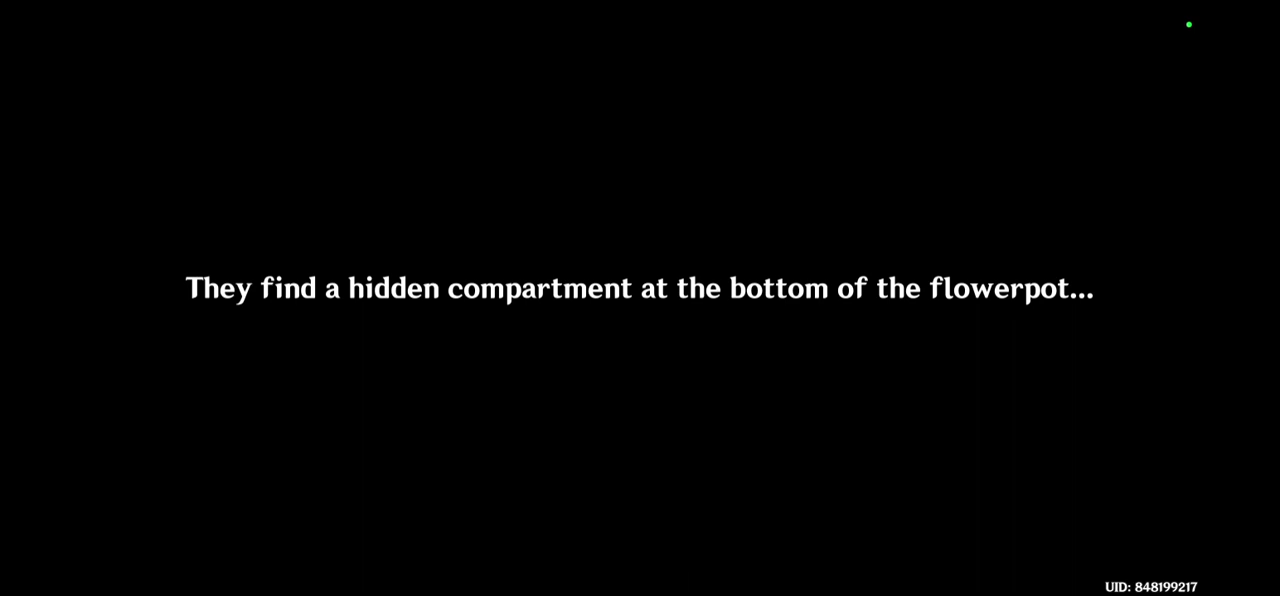 They find a hidden compartment at the bottom of the flowerpot...
UID: 848199217